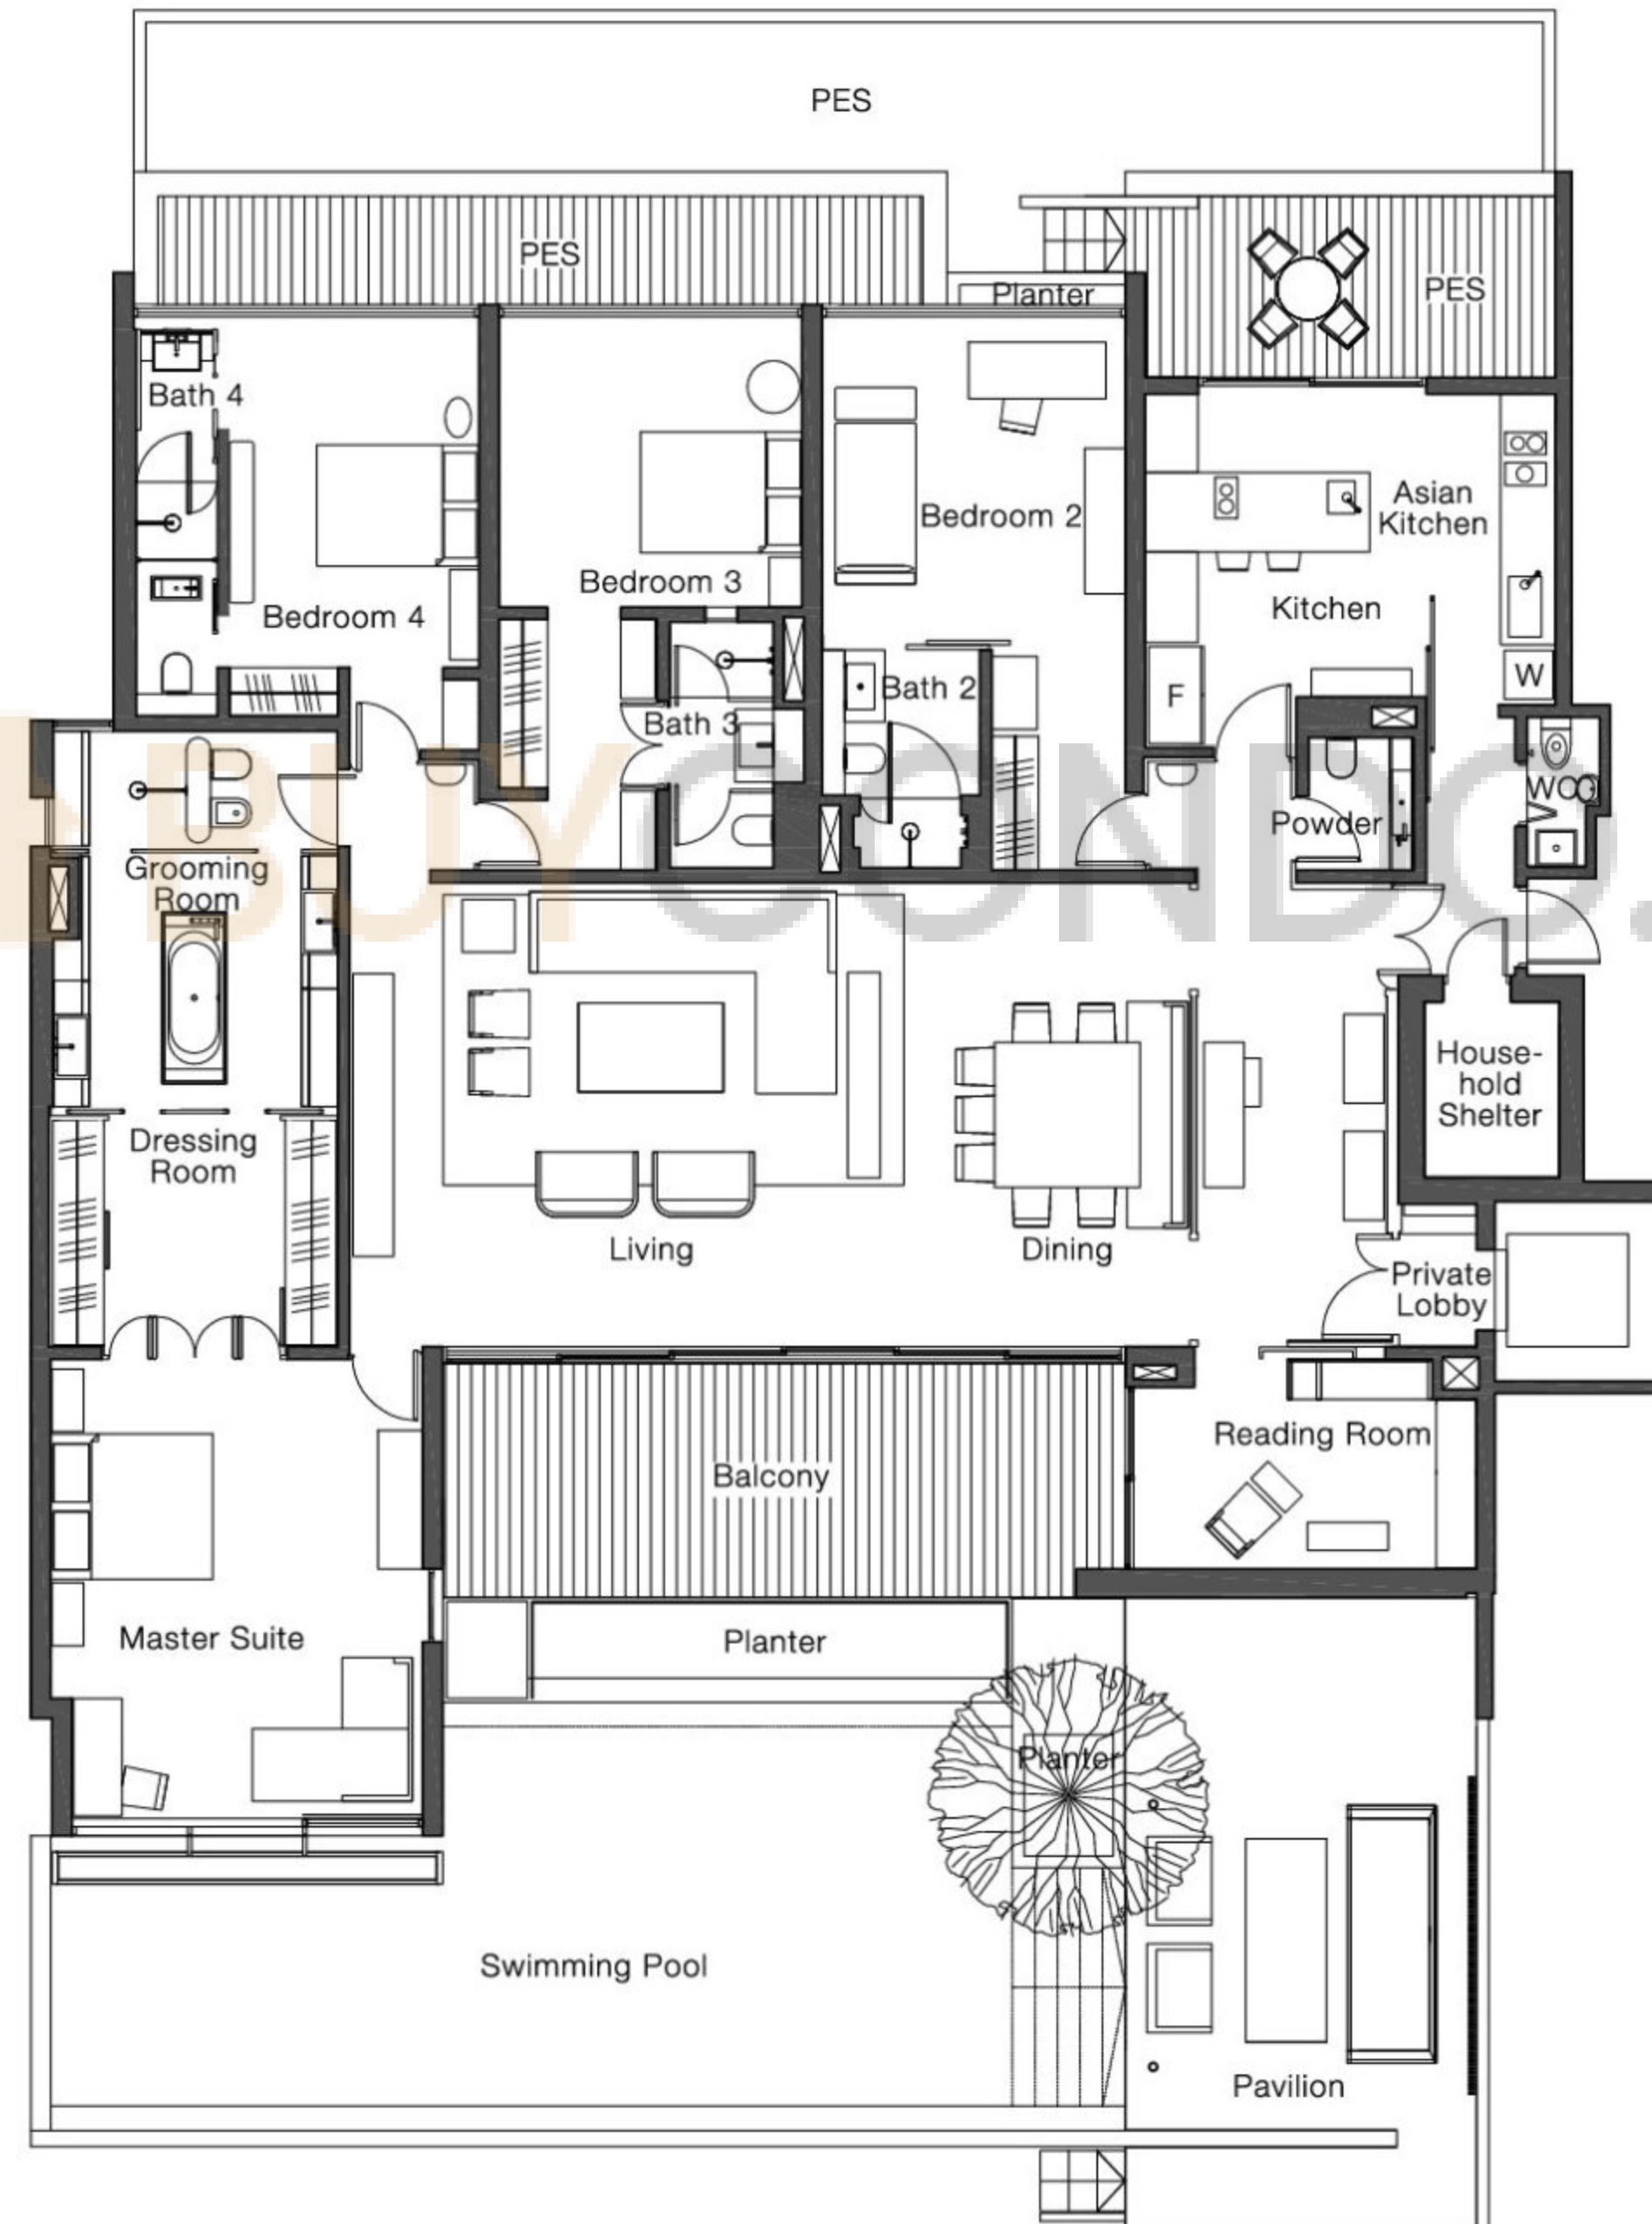 PES
PES
Planter
PES
Bath 4
Bedroom 4
Bedroom 3
Bedroom 2
Asian
Kitchen
Kitchen
Bath 3
Bath 2
F
W
WC
Powder
BUYCONDO.
Grooming
Room
House-
hold
Shelter
Dressing
Room
Living
Dining
Private
Lobby
Reading Room
Balcony
Master Suite
Planter
Planter
Swimming Pool
Pavilion